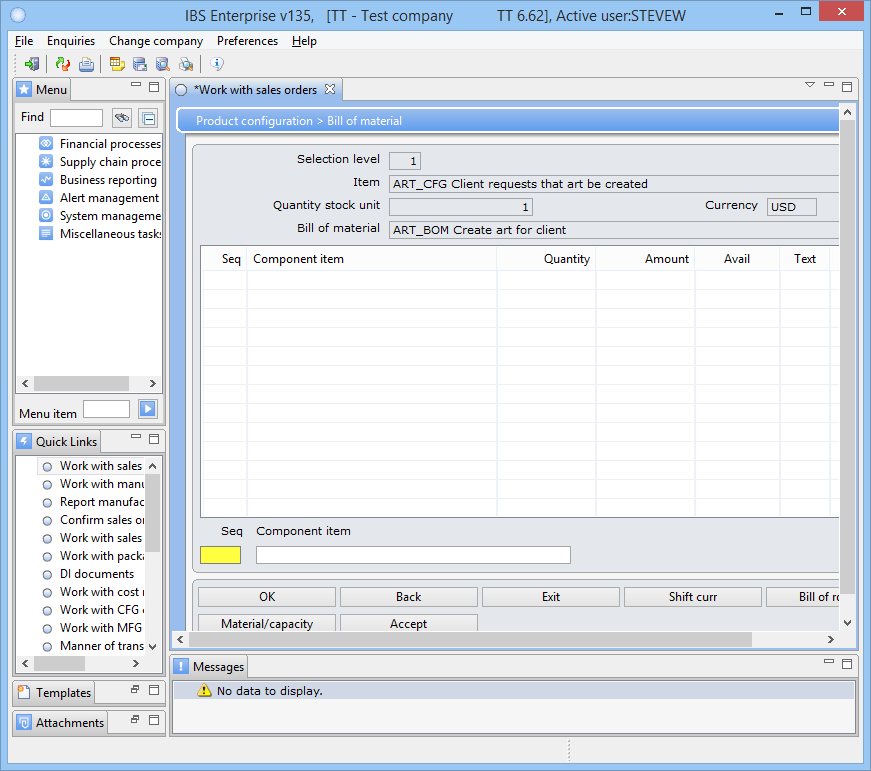 IBS Enterprise v135, [TT - Test company TT 6.62], Active user:STEVEW
File Enquiries Change company Preferences Help
Menu
Find
Financial processes
Supply chain proce
Business reporting
Alert management
System manageme
Miscellaneous tasks
Menu item
Quick Links
Work with sales
Work with manu
Report manufac
Confirm sales or
Work with sales
Work with packa
DI documents
Work with cost r
Work with CFG
Work with MFG
Manner of trans
Templates
Attachments
*Work with sales orders
Product configuration > Bill of material
Selection level 1
Item ART_CFG Client requests that art be created
Quantity stock unit 1 Currency USD
Bill of material ART_BOM Create art for client
Seq Component item Quantity Amount Avail Text
Seq Component item
OK Back Exit Shift curr Bill of ro
Material/capacity Accept
Messages
No data to display.